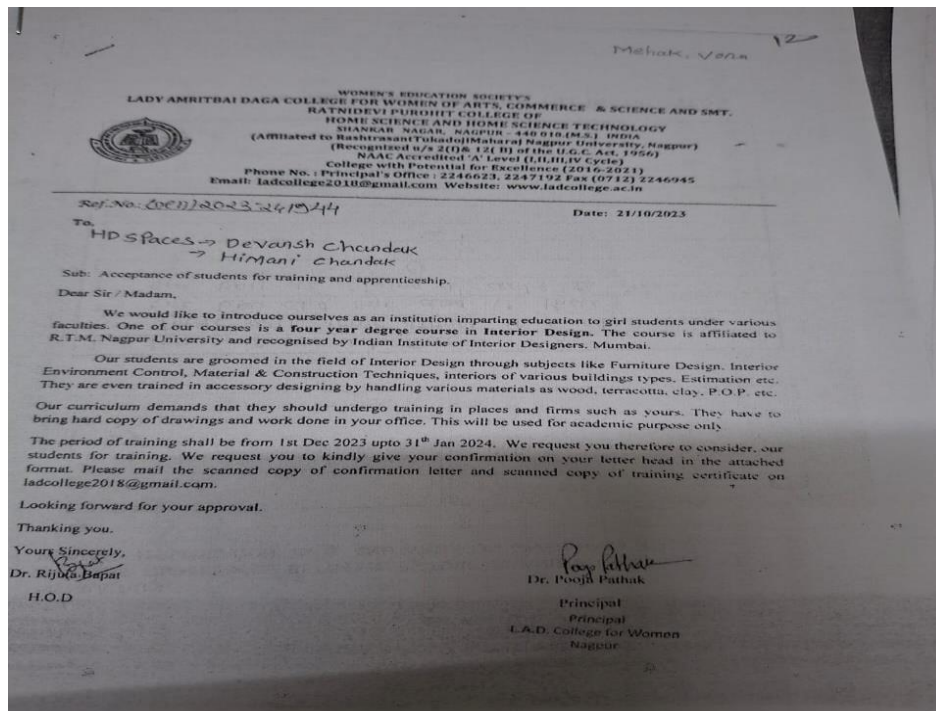 12
Mehak. Vora
WOMEN'S EDUCATION SOCIETY'S
LADY AMRITBAI DAGA COLLEGE FOR WOMEN OF ARTS, COMMERCE & SCIENCE AND SMT.
RATNIDEVI PUROHIT COLLEGE OF
HOME SCIENCE AND HOME SCIENCE TECHNOLOGY
SHANKAR NAGAR, NAGPUR - 440 010 (M.S.) INDIA
(Affiliated to RashtrasantTukadojiMaharaj Nagpur University, Nagpur)
(Recognized u/s 2(f)& 12( B) of the U.G.C. Act, 1956)
NAAC Accredited 'A' Level (I,II,III,IV Cycle)
College with Potential for Excellence (2016-2021)
Phone No. : Principal's Office : 2246623, 2247192 Fax (0712) 2246945
Email: ladcollege2018@gmail.com Website: www.ladcollege.ac.in
Ref.No:
Date: 21/10/2023
To,
HD Spaces → Devansh Chandak
→ Himani Chandak
Sub: Acceptance of students for training and apprenticeship.
Dear Sir / Madam,
We would like to introduce ourselves as an institution imparting education to girl students under various
faculties. One of our courses is a four year degree course in Interior Design. The course is affiliated to
R.T.M. Nagpur University and recognised by Indian Institute of Interior Designers, Mumbai.
Our students are groomed in the field of Interior Design through subjects like Furniture Design, Interior
Environment Control, Material & Construction Techniques, interiors of various buildings types, Estimation etc.
They are even trained in accessory designing by handling various materials as wood, terracotta, clay, P.O.P. etc.
Our curriculum demands that they should undergo training in places and firms such as yours. They have to
bring hard copy of drawings and work done in your office. This will be used for academic purpose only
The period of training shall be from 1st Dec 2023 upto 31th Jan 2024. We request you therefore to consider, our
students for training. We request you to kindly give your confirmation on your letter head in the attached
format. Please mail the scanned copy of confirmation letter and scanned copy of training certificate on
ladcollege2018@gmail.com.
Looking forward for your approval.
Thanking you.
Yours Sincerely,
Dr. Rijuta Bapat
H.O.D
Pooja Pathak
Dr. Pooja Pathak
Principal
Principal
L.A.D. College for Women
Nagpur